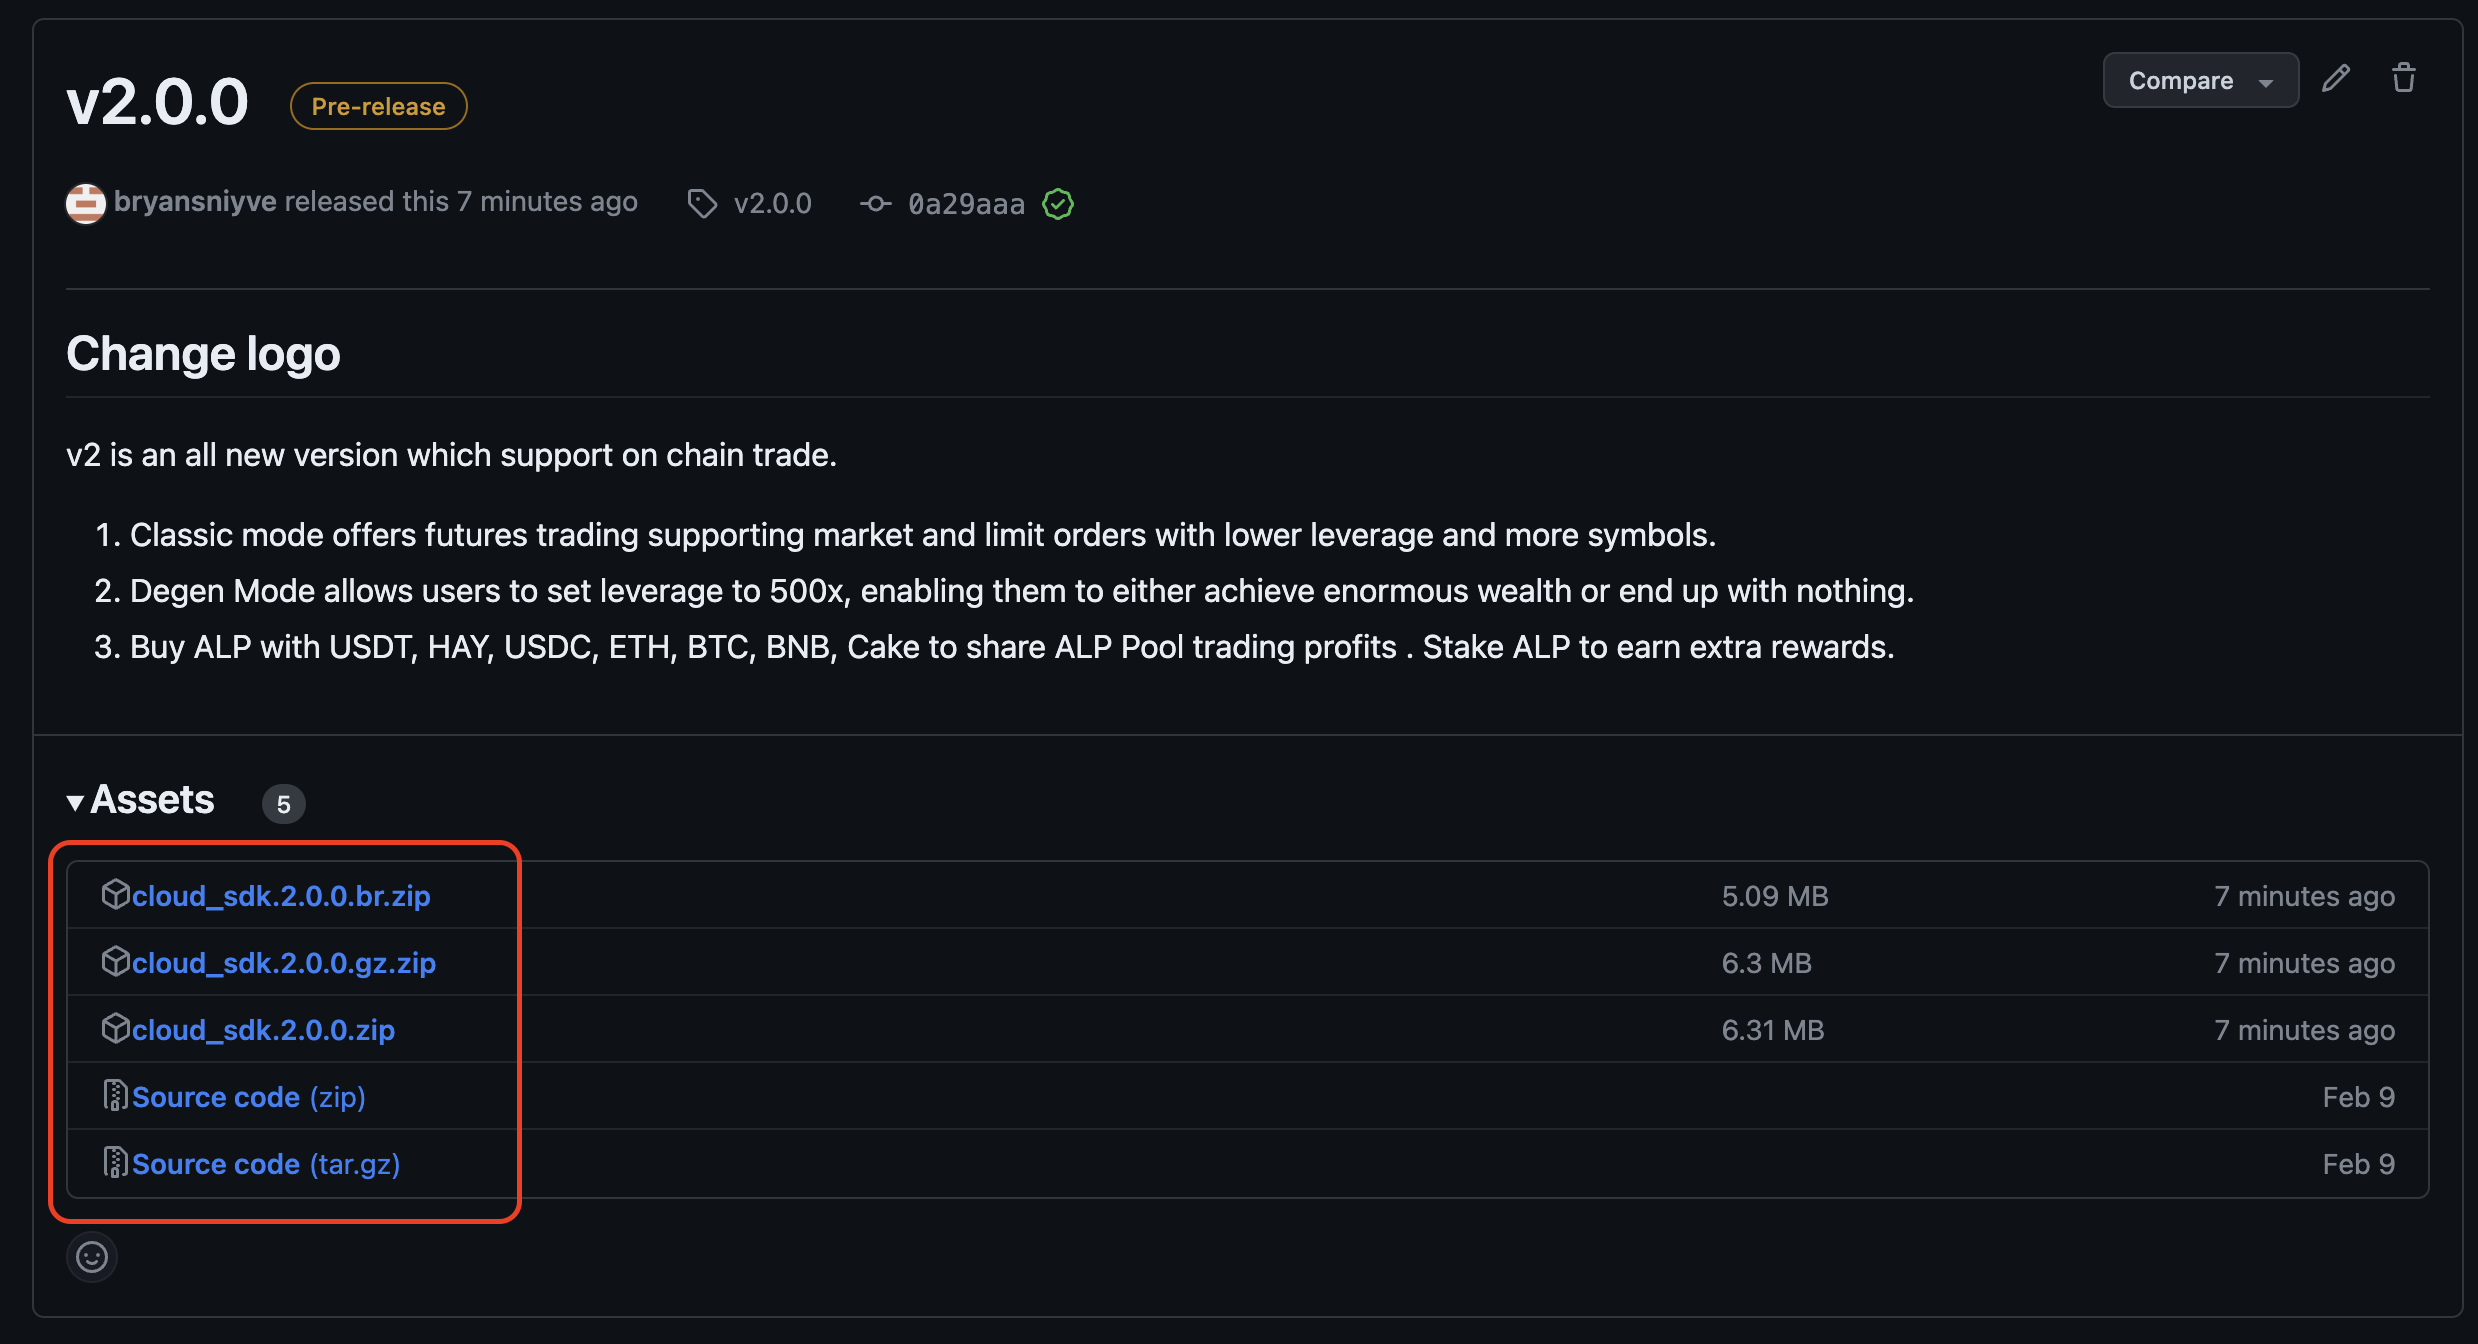 v2.0.0 Pre-release Compare
bryansniyve released this 7 minutes ago v2.0.0 0a29aaa
Change logo
v2 is an all new version which support on chain trade.
1. Classic mode offers futures trading supporting market and limit orders with lower leverage and more symbols.
2. Degen Mode allows users to set leverage to 500x, enabling them to either achieve enormous wealth or end up with nothing.
3. Buy ALP with USDT, HAY, USDC, ETH, BTC, BNB, Cake to share ALP Pool trading profits . Stake ALP to earn extra rewards.
Assets 5
cloud_sdk.2.0.0.br.zip 5.09 MB 7 minutes ago
cloud_sdk.2.0.0.gz.zip 6.3 MB 7 minutes ago
cloud_sdk.2.0.0.zip 6.31 MB 7 minutes ago
Source code (zip) Feb 9
Source code (tar.gz) Feb 9